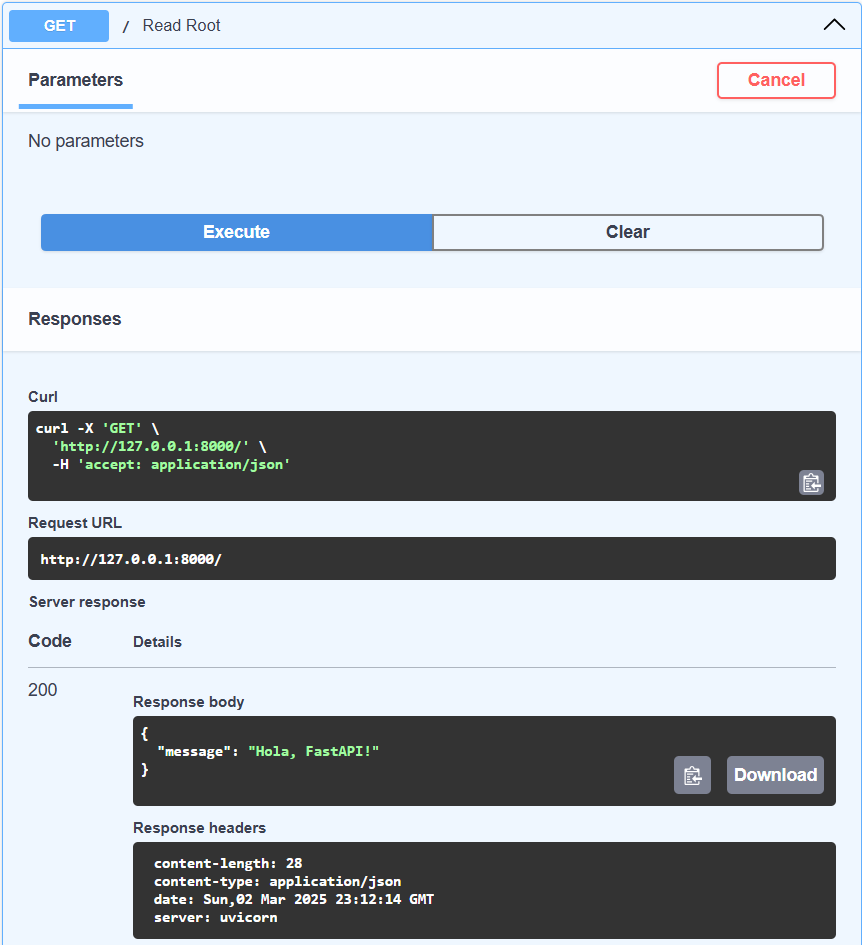 GET / Read Root
Parameters
Cancel
No parameters
Execute
Clear
Responses
Curl
curl -X 'GET' \
  'http://127.0.0.1:8000/' \
  -H 'accept: application/json'
Request URL
http://127.0.0.1:8000/
Server response
Code Details
200
Response body
{
  "message": "Hola, FastAPI!"
}
Download
Response headers
content-length: 28
content-type: application/json
date: Sun,02 Mar 2025 23:12:14 GMT
server: uvicorn